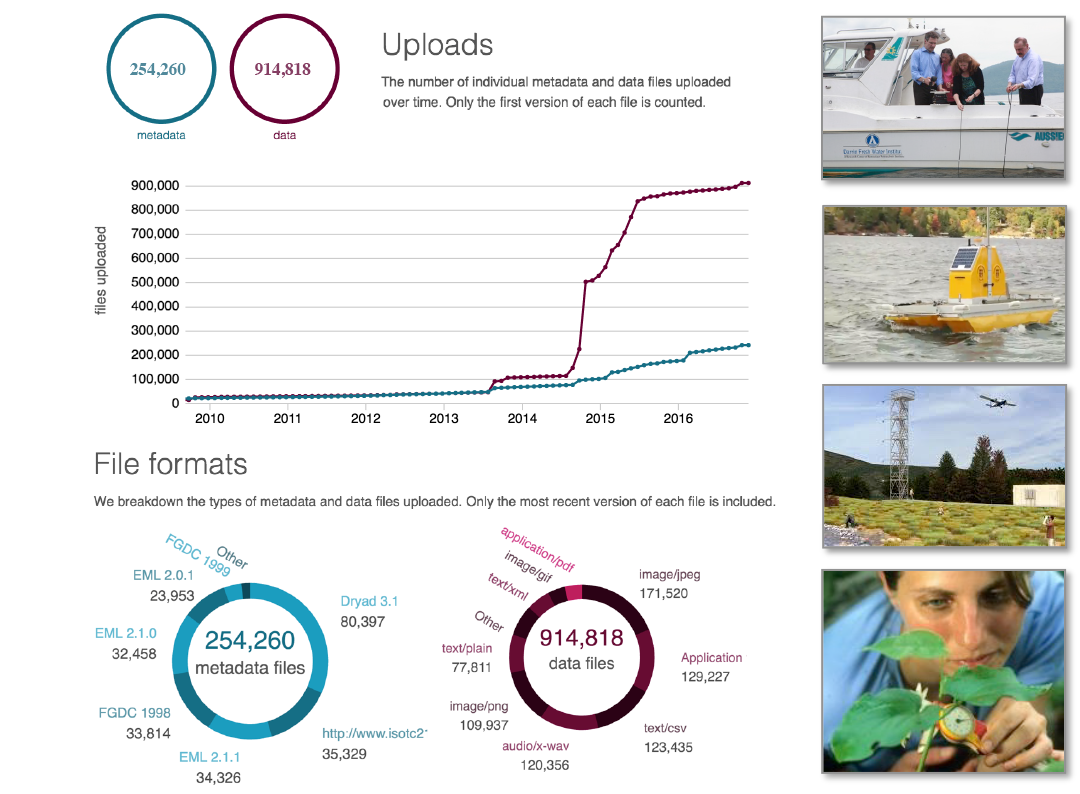 254,260
metadata
914,818
data
Uploads
The number of individual metadata and data files uploaded
over time. Only the first version of each file is counted.
900,000
800,000
700,000
600,000
500,000
400,000
300,000
200,000
100,000
0
files uploaded
2010 2011 2012 2013 2014 2015 2016
File formats
We breakdown the types of metadata and data files uploaded. Only the most recent version of each file is included.
Other
FGDC 1999
EML 2.0.1
23,953
EML 2.1.0
32,458
FGDC 1998
33,814
EML 2.1.1
34,326
Dryad 3.1
80,397
http://www.isotc2
35,329
254,260
metadata files
application/pdf
image/gif
text/xml
Other
text/plain
77,811
image/png
109,937
audio/x-wav
120,356
image/jpeg
171,520
Application
129,227
text/csv
123,435
914,818
data files
Darrin Fresh Water Institute